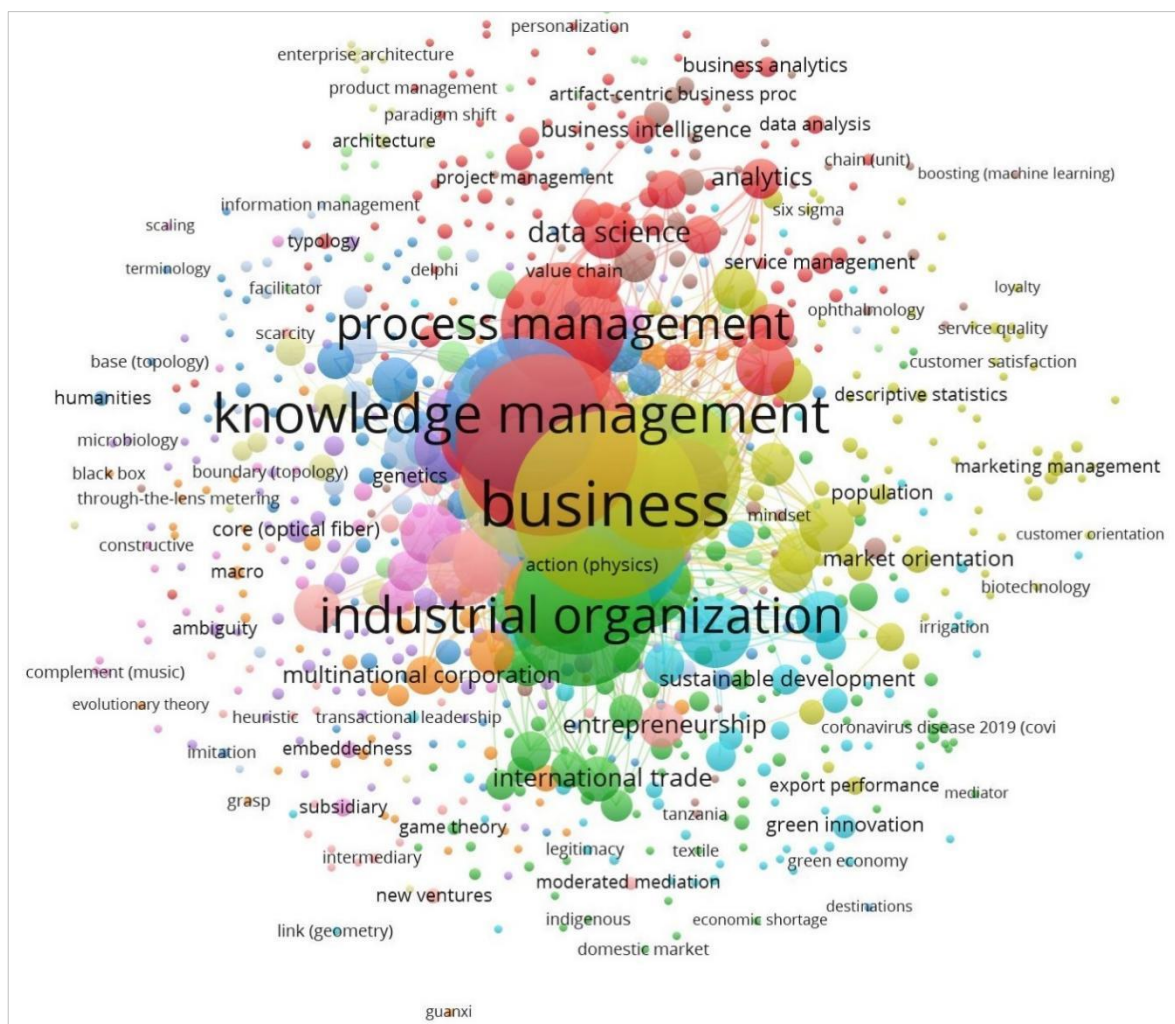 personalization
enterprise architecture
business analytics
product management
artifact-centric business proc
paradigm shift
business intelligence
data analysis
architecture
chain (unit)
project management
analytics
boosting (machine learning)
information management
six sigma
scaling
typology
data science
terminology
delphi
value chain
service management
facilitator
loyalty
scarcity
process management
ophthalmology
service quality
base (topology)
customer satisfaction
humanities
knowledge management
descriptive statistics
microbiology
black box
boundary (topology)
genetics
marketing management
through-the-lens metering
business
population
mindset
core (optical fiber)
customer orientation
constructive
action (physics)
market orientation
macro
biotechnology
ambiguity
industrial organization
irrigation
complement (music)
multinational corporation
sustainable development
evolutionary theory
heuristic
transactional leadership
entrepreneurship
coronavirus disease 2019 (covi
imitation
embeddedness
international trade
export performance
mediator
grasp
subsidiary
tanzania
game theory
green innovation
intermediary
legitimacy
textile
green economy
new ventures
moderated mediation
indigenous
economic shortage
destinations
link (geometry)
domestic market
guanxi